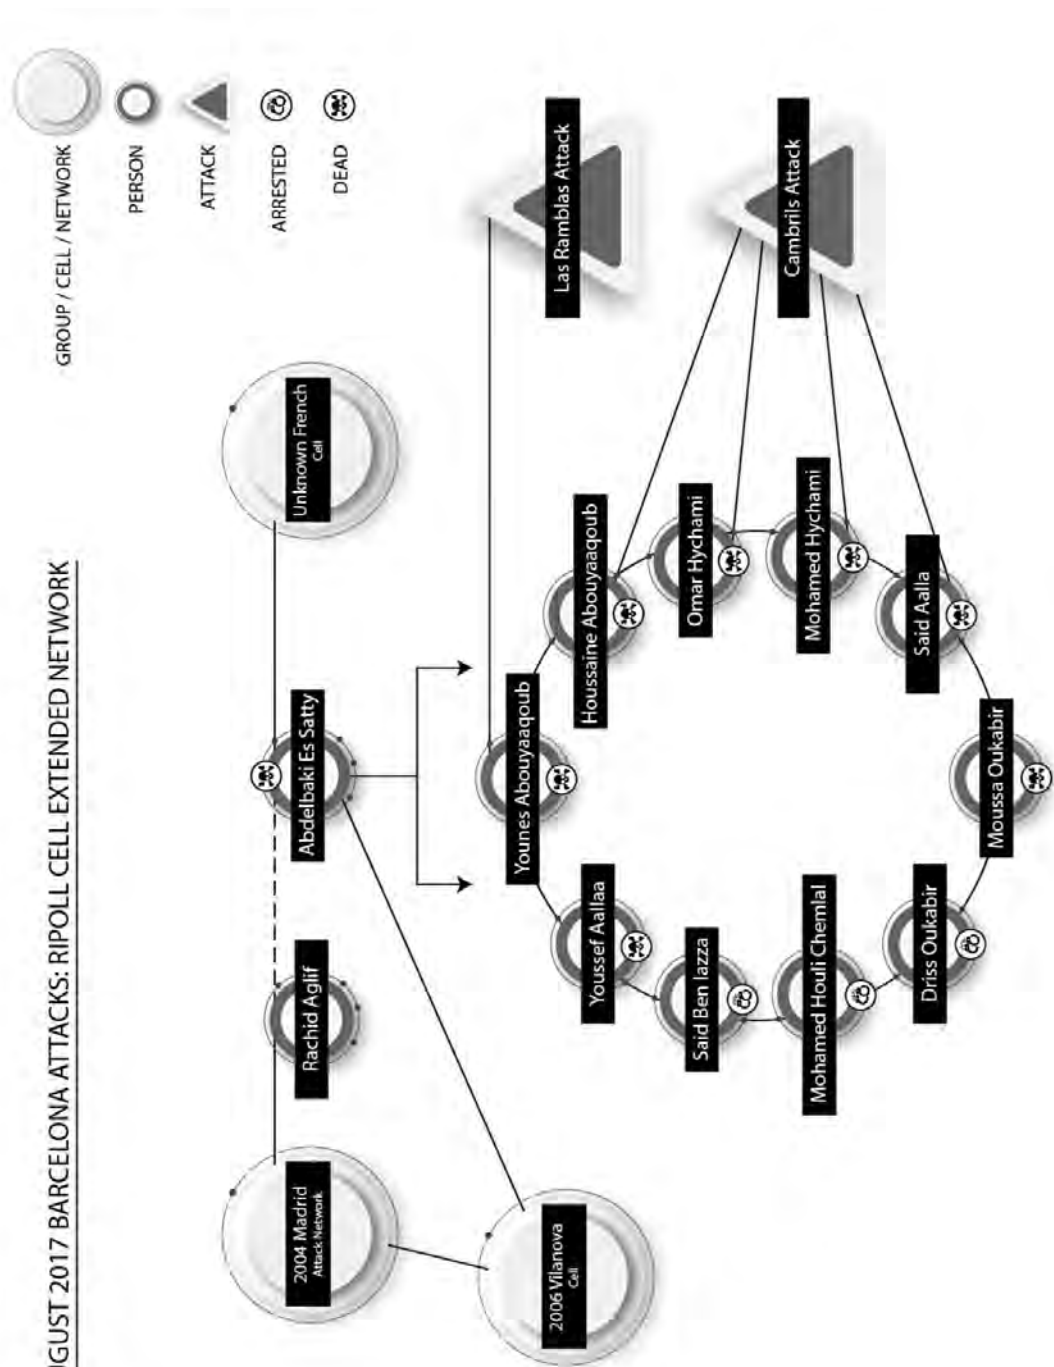 UGUST 2017 BARCELONA ATTACKS: RIPOLL CELL EXTENDED NETWORK
GROUP / CELL / NETWORK
PERSON
ATTACK
ARRESTED
DEAD
2004 Madrid
Attack Network
Rachid Aglif
Abdelbaki Es Satty
Unknown French
Cell
2006 Vilanova
Cell
Younes Abouyaaqoub
Youssef Aallaa
Houssaine Abouyaaqoub
Las Ramblas Attack
Said Ben Iazza
Omar Hychami
Mohamed Houli Chemlal
Mohamed Hychami
Cambrils Attack
Driss Oukabir
Said Aalla
Moussa Oukabir